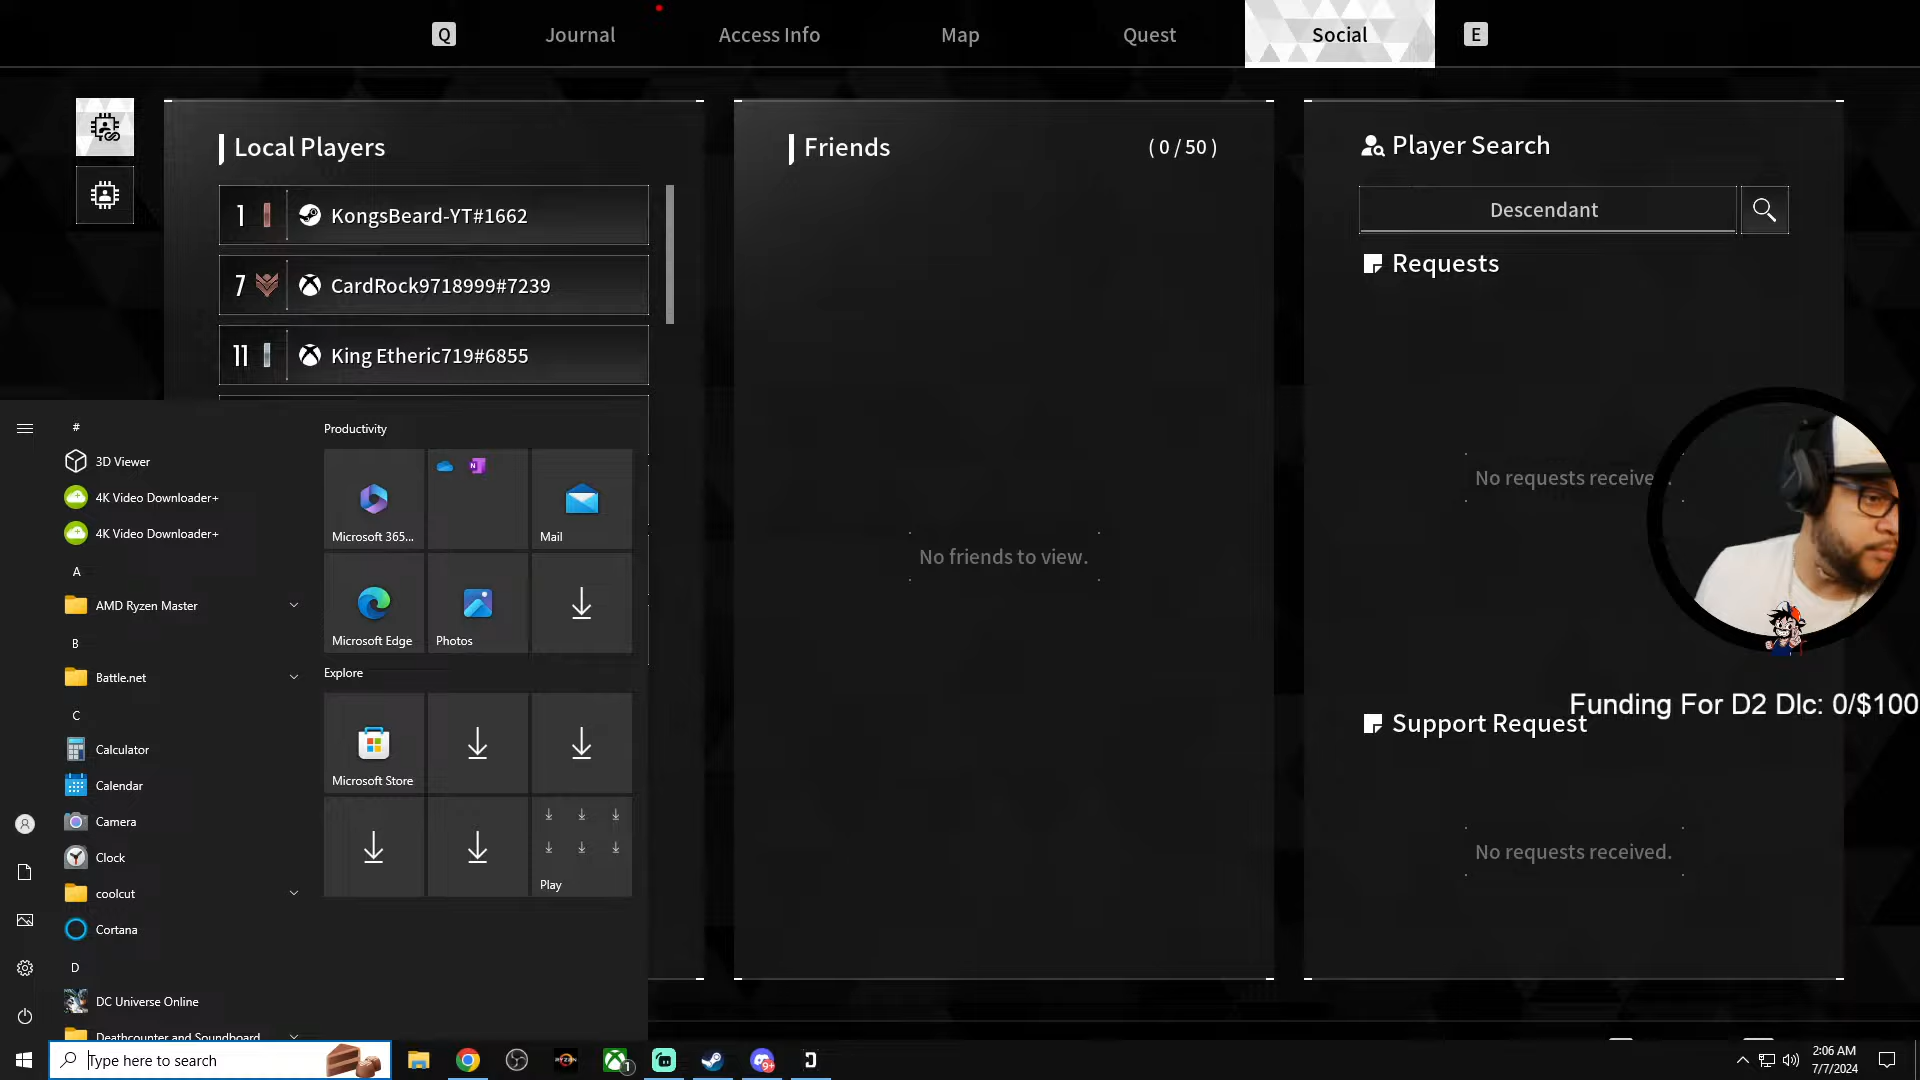 Q
Journal
Access Info
Map
Quest
Social
E
Local Players
1 KongsBeard-YT#1662
7 CardRock9718999#7239
11 King Etheric719#6855
Friends
( 0 / 50 )
No friends to view.
Player Search
Descendant
Requests
No requests receive
Funding For D2 Dlc: 0/$100
Support Request
No requests received.
#
3D Viewer
4K Video Downloader+
4K Video Downloader+
A
AMD Ryzen Master
B
Battle.net
C
Calculator
Calendar
Camera
Clock
coolcut
Cortana
D
DC Universe Online
Deathcounter and Soundboard
Productivity
Microsoft 365...
Mail
Microsoft Edge
Photos
Explore
Microsoft Store
Play
Type here to search
RYZEN
1
9+
2:06 AM
7/7/2024